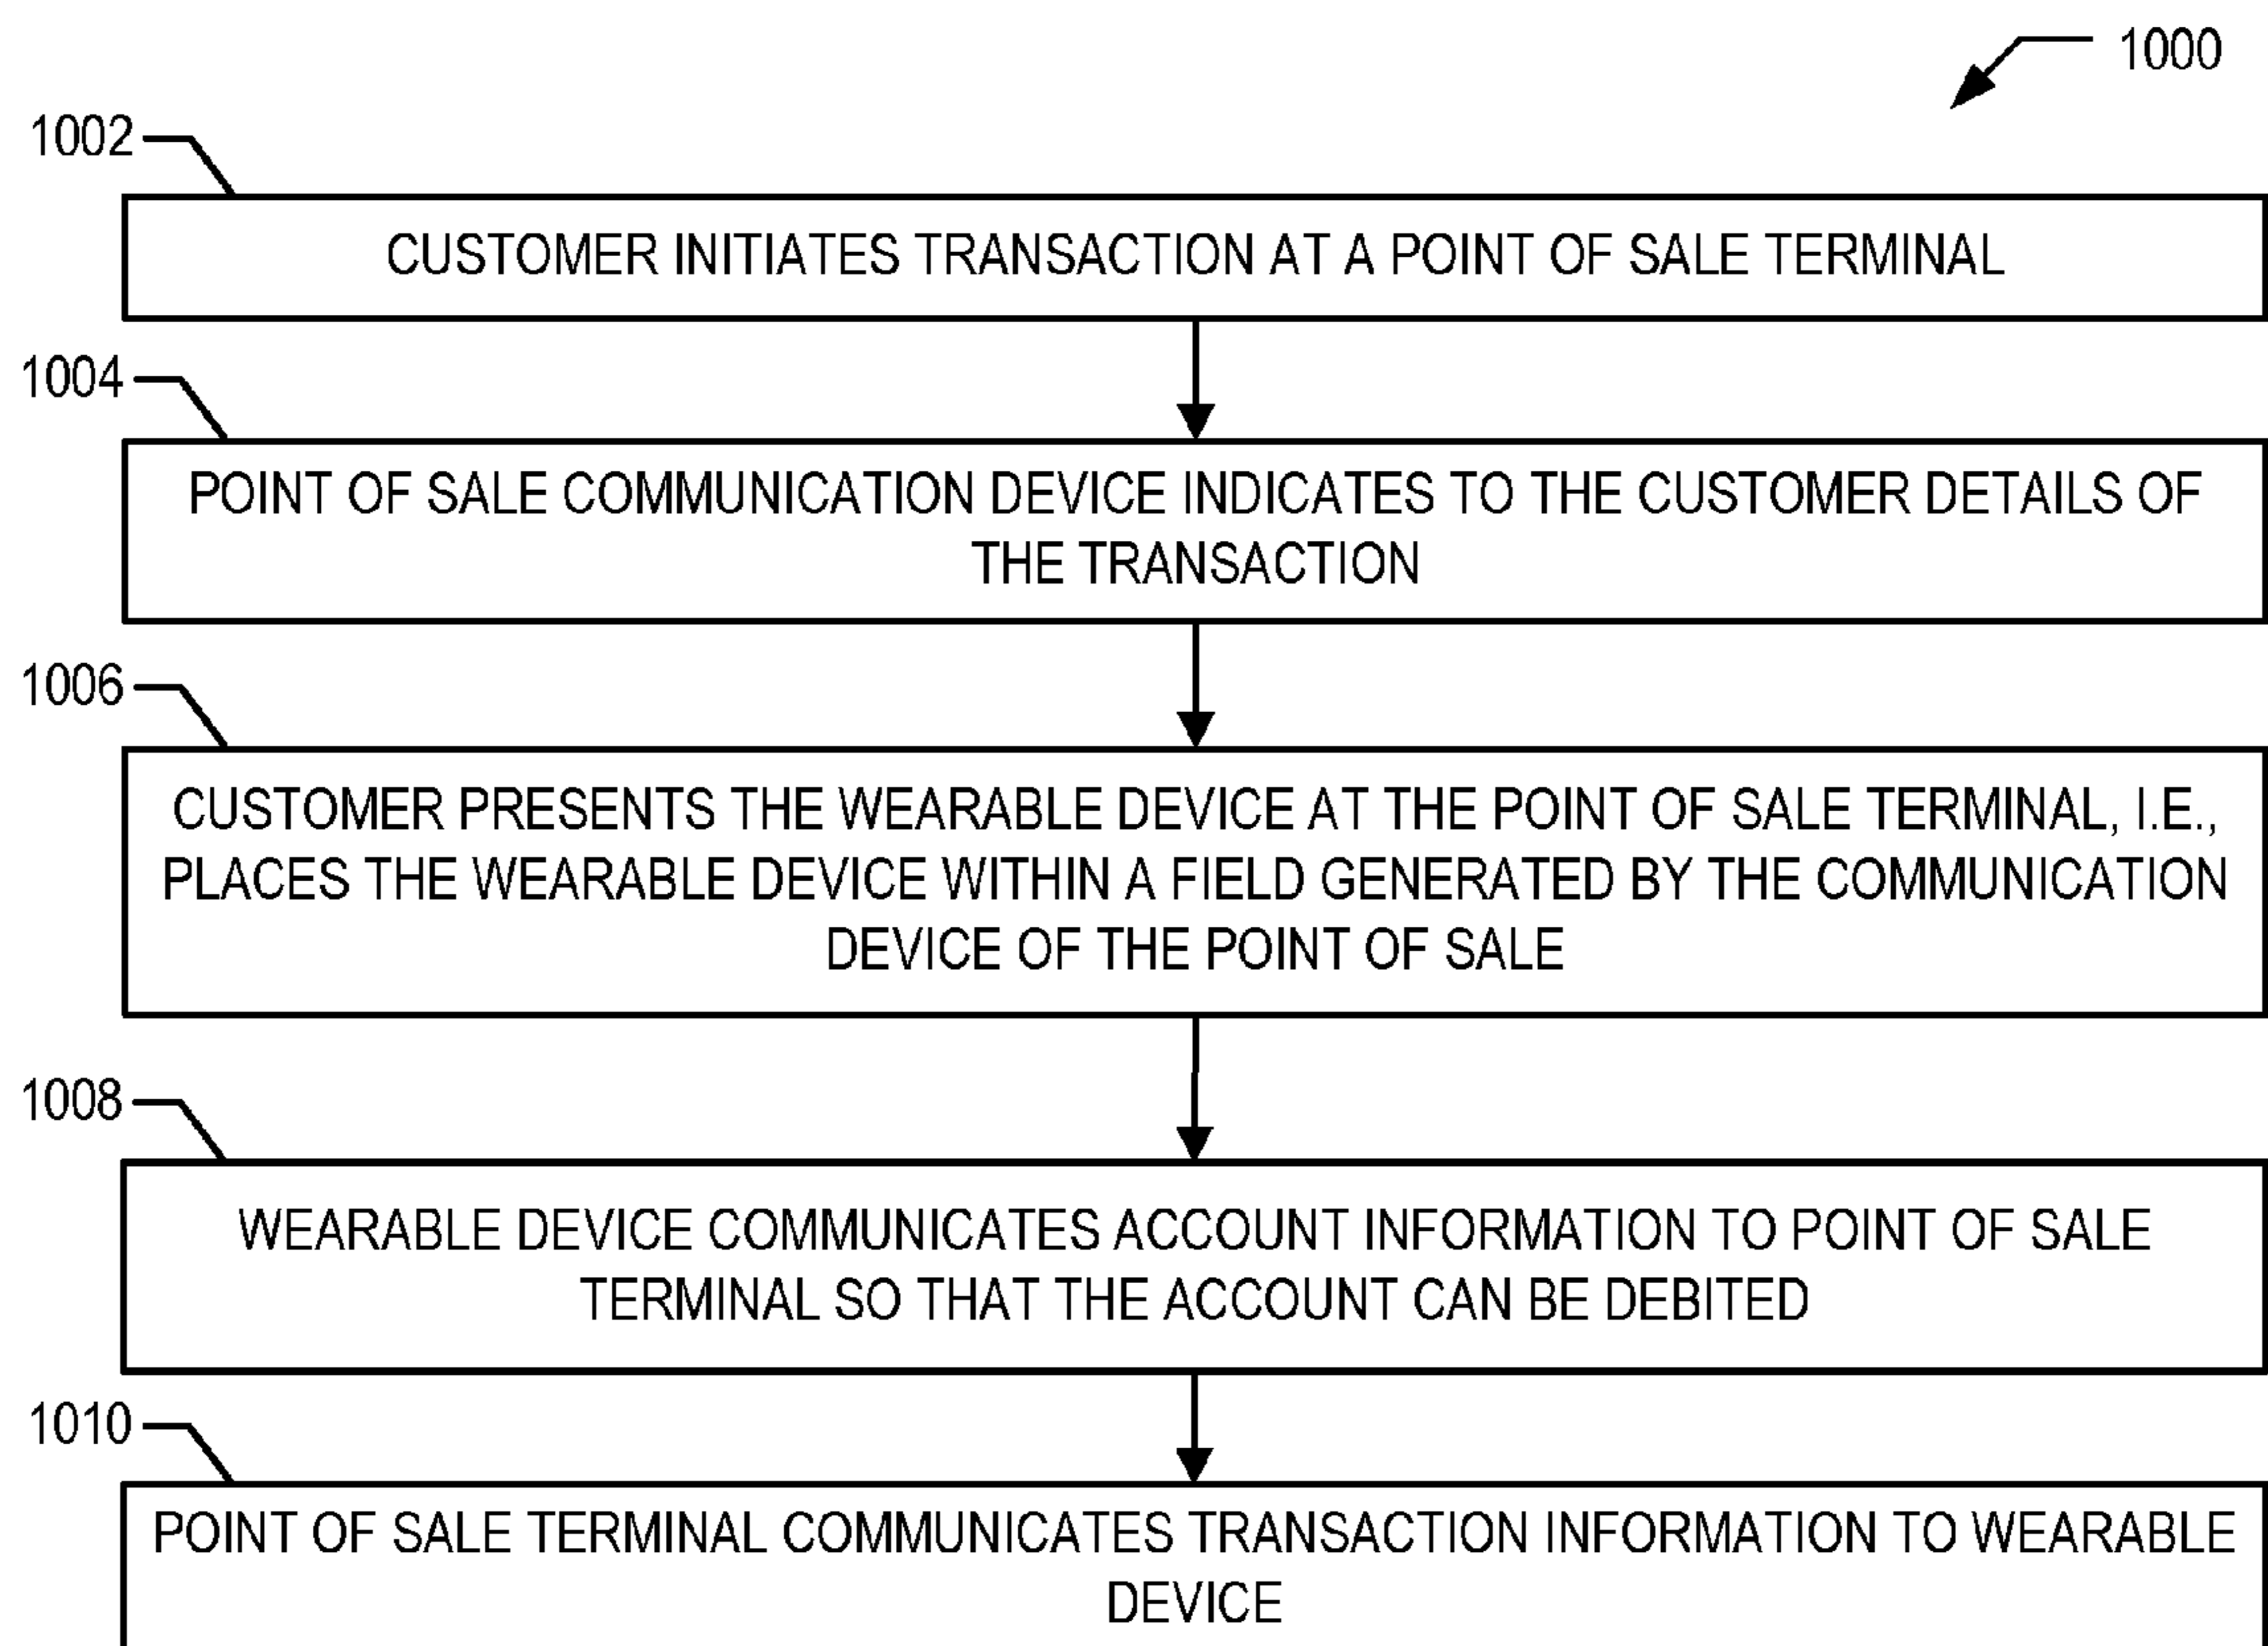 1000
1002
CUSTOMER INITIATES TRANSACTION AT A POINT OF SALE TERMINAL
1004
POINT OF SALE COMMUNICATION DEVICE INDICATES TO THE CUSTOMER DETAILS OF
THE TRANSACTION
1006
CUSTOMER PRESENTS THE WEARABLE DEVICE AT THE POINT OF SALE TERMINAL, I.E.,
PLACES THE WEARABLE DEVICE WITHIN A FIELD GENERATED BY THE COMMUNICATION
DEVICE OF THE POINT OF SALE
1008
WEARABLE DEVICE COMMUNICATES ACCOUNT INFORMATION TO POINT OF SALE
TERMINAL SO THAT THE ACCOUNT CAN BE DEBITED
1010
POINT OF SALE TERMINAL COMMUNICATES TRANSACTION INFORMATION TO WEARABLE
DEVICE